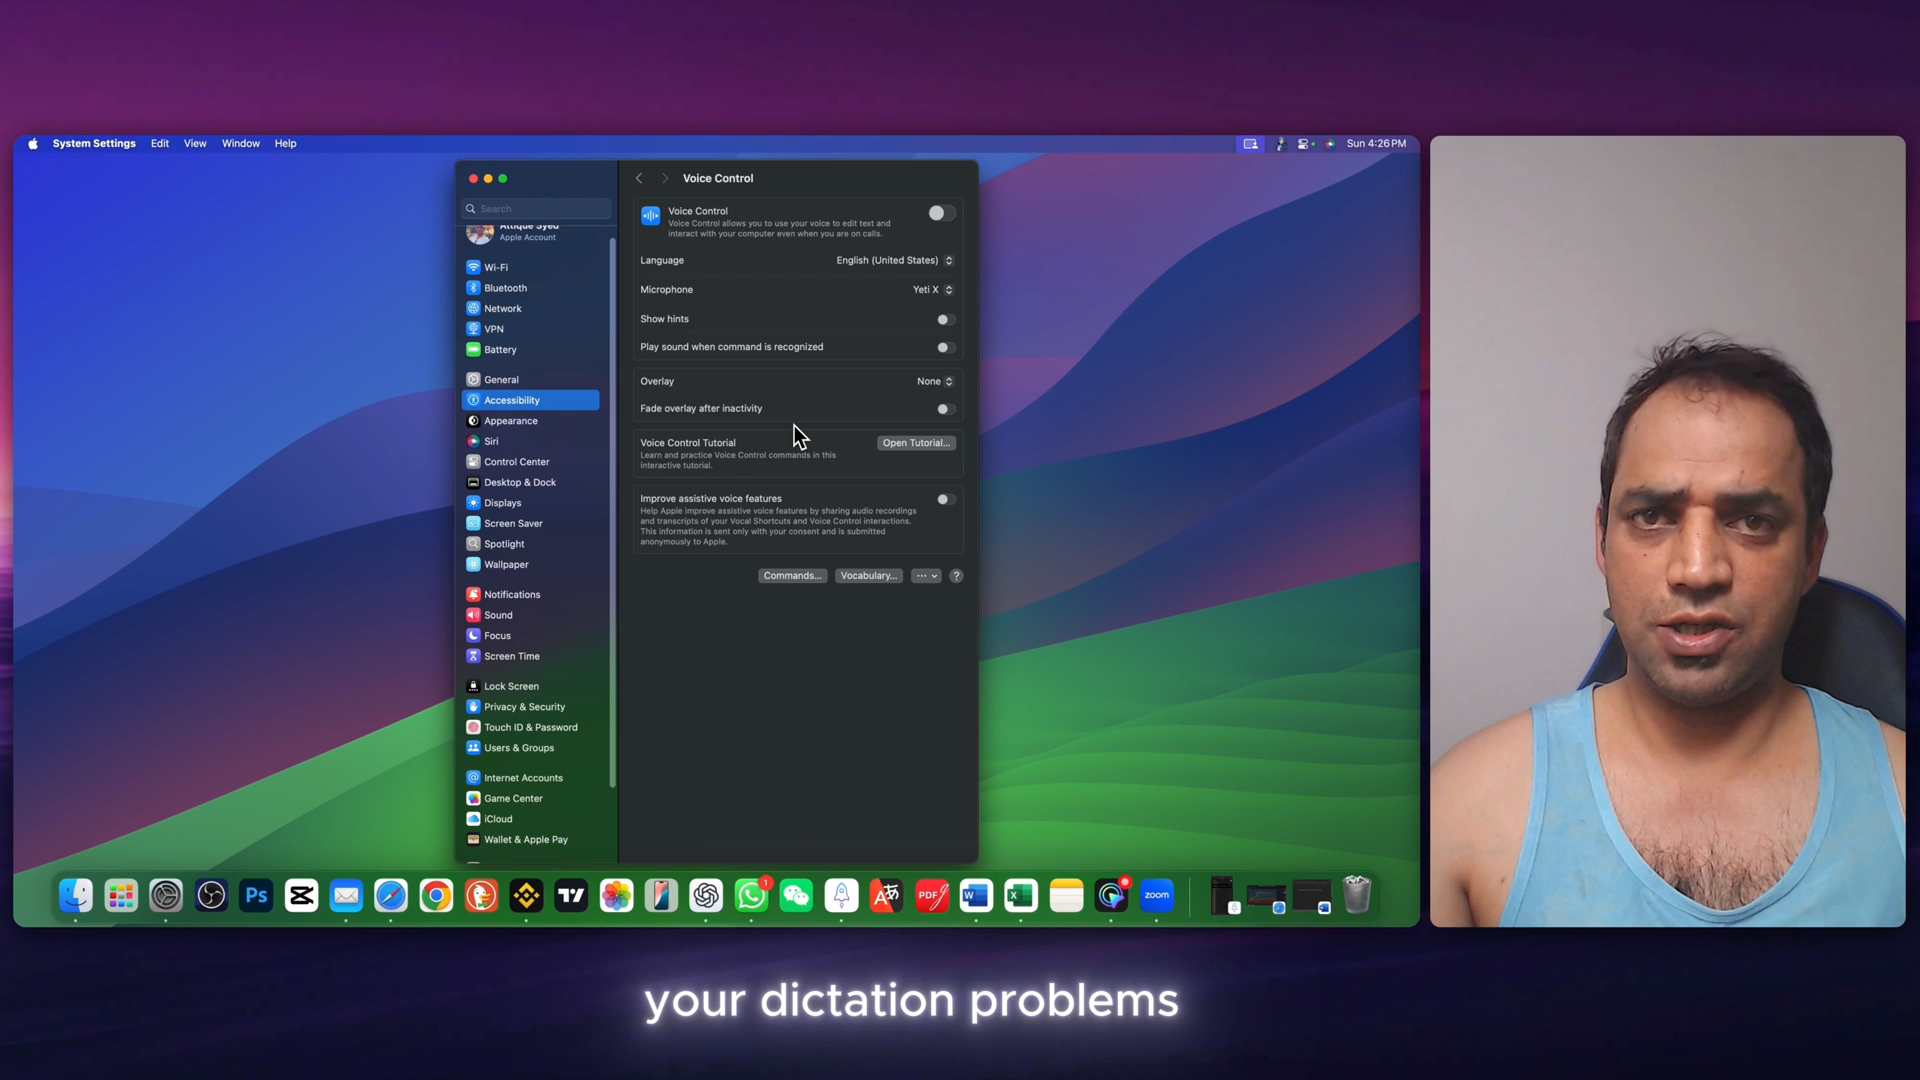 System Settings Edit View Window Help
Sun 4:26 PM
Voice Control
Search
Attique Syed
Apple Account
Wi-Fi
Bluetooth
Network
VPN
Battery
General
Accessibility
Appearance
Siri
Control Center
Desktop & Dock
Displays
Screen Saver
Spotlight
Wallpaper
Notifications
Sound
Focus
Screen Time
Lock Screen
Privacy & Security
Touch ID & Password
Users & Groups
Internet Accounts
Game Center
iCloud
Wallet & Apple Pay
Voice Control
Voice Control allows you to use your voice to edit text and
interact with your computer even when you are on calls.
Language English (United States)
Microphone Yeti X
Show hints
Play sound when command is recognized
Overlay None
Fade overlay after inactivity
Voice Control Tutorial Open Tutorial...
Learn and practice Voice Control commands in this
interactive tutorial.
Improve assistive voice features
Help Apple improve assistive voice features by sharing audio recordings
and transcripts of your Vocal Shortcuts and Voice Control interactions.
This information is sent only with your consent and is submitted
anonymously to Apple.
Commands... Vocabulary... ... ?
Ps 1 PDF W X zoom
your dictation problems